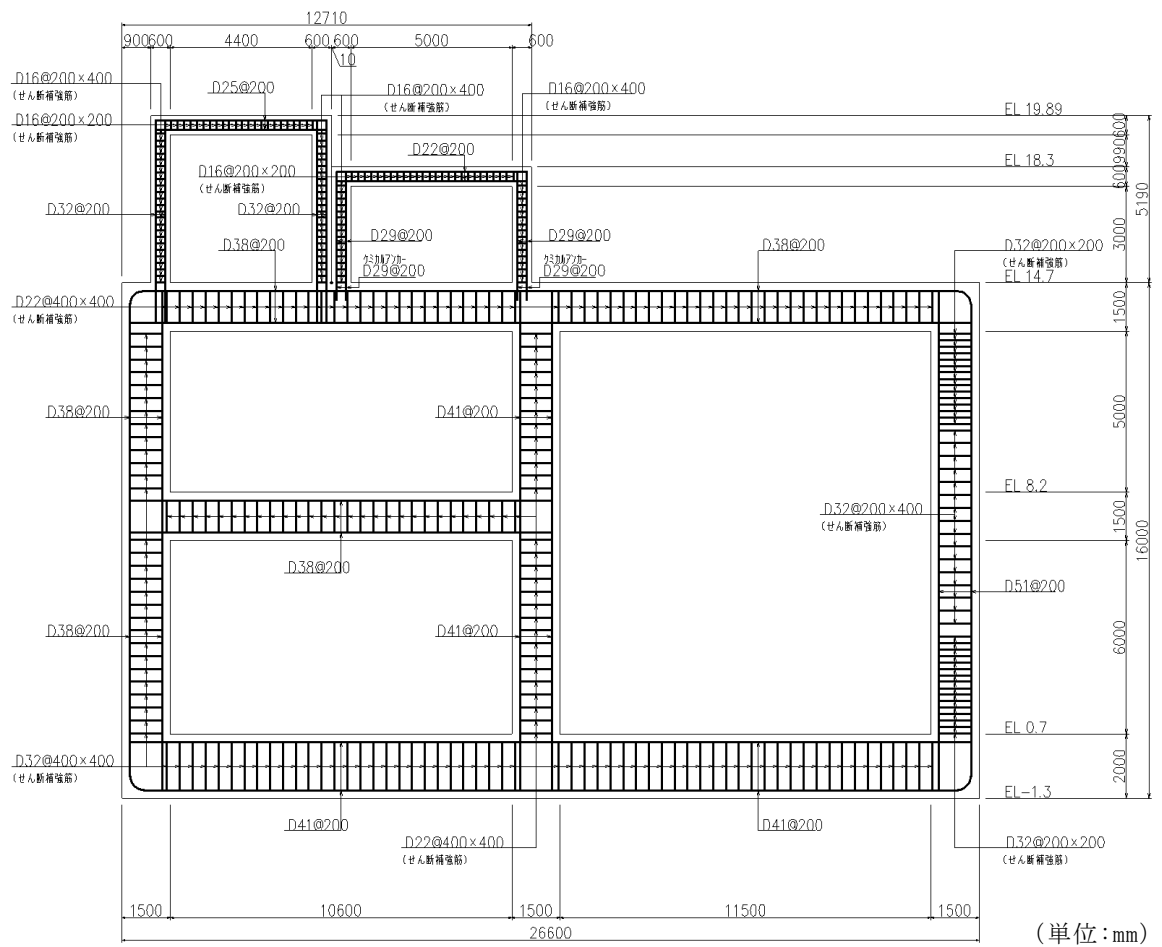 12710
900 600 4400 600 600 5000 600
10
D16@200×400
(せん断補強筋)
D25@200
D16@200×400
(せん断補強筋)
D16@200×400
(せん断補強筋)
EL 19.89
600
D16@200×200
(せん断補強筋)
D22@200
990
EL 18.3
600
D16@200×200
(せん断補強筋)
5190
D32@200
D32@200
3000
D29@200
D29@200
D38@200
D38@200
D32@200×200
(せん断補強筋)
ケミカルアンカー
D29@200
ケミカルアンカー
D29@200
EL 14.7
D22@400×400
(せん断補強筋)
1500
D38@200
D41@200
5000
EL 8.2
D32@200×400
(せん断補強筋)
1500
16000
D38@200
D51@200
D38@200
D41@200
6000
EL 0.7
D32@400×400
(せん断補強筋)
2000
EL-1.3
D41@200
D41@200
D22@400×400
(せん断補強筋)
D32@200×200
(せん断補強筋)
1500 10600 1500 11500 1500
26600
(単位:mm)